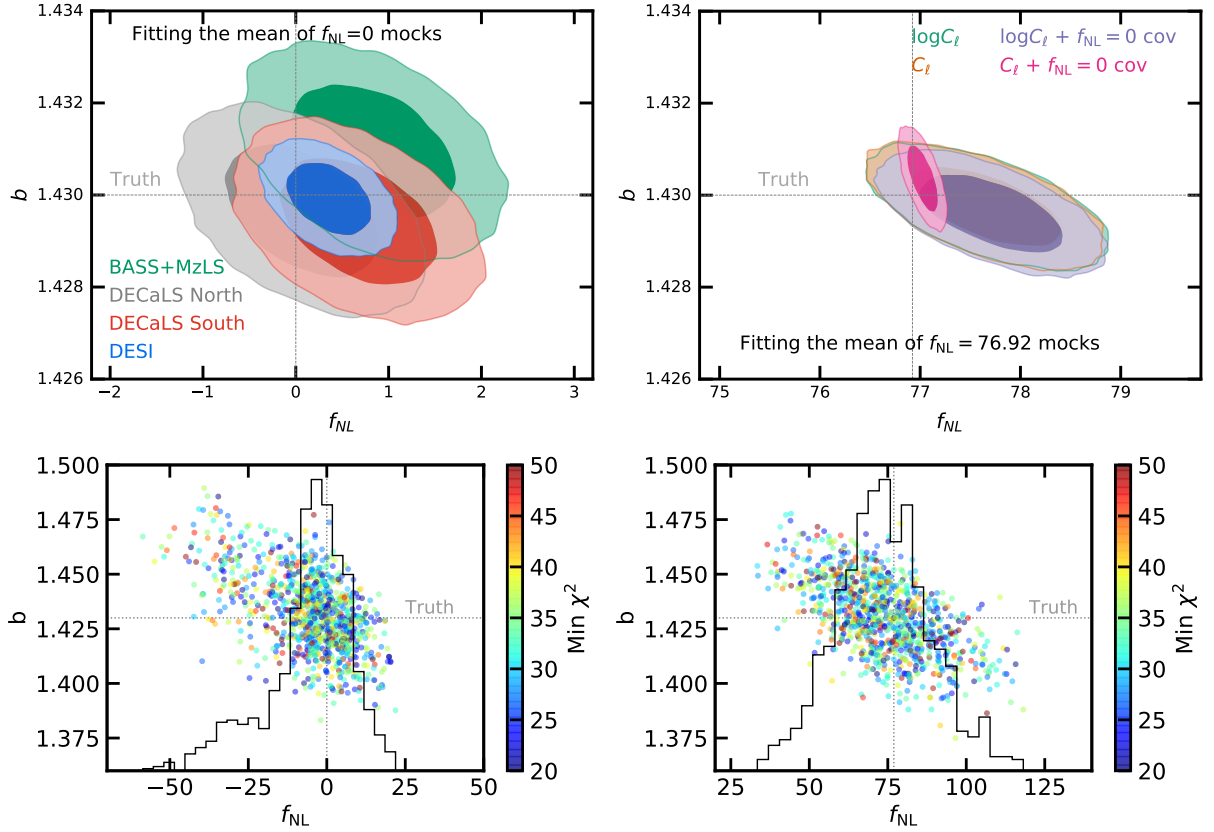 Fitting the mean of f_NL=0 mocks
1.434
1.432
1.430
1.428
1.426
b
Truth
BASS+MzLS
DECaLS North
DECaLS South
DESI
−2 −1 0 1 2 3
f_NL
logC_ℓ logC_ℓ + f_NL = 0 cov
C_ℓ C_ℓ + f_NL = 0 cov
1.434
1.432
1.430
1.428
1.426
b
Truth
Fitting the mean of f_NL = 76.92 mocks
75 76 77 78 79
f_NL
1.500
1.475
1.450
1.425
1.400
1.375
b
Truth
−50 −25 0 25 50
f_NL
50
45
40
35
30
25
20
Min χ²
1.500
1.475
1.450
1.425
1.400
1.375
b
Truth
25 50 75 100 125
f_NL
50
45
40
35
30
25
20
Min χ²